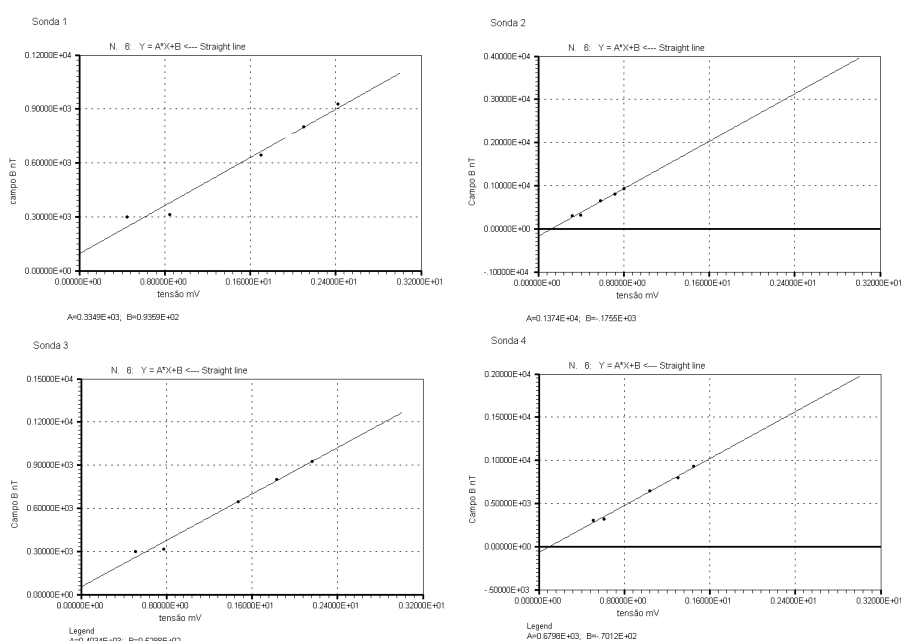 Sonda 1
N. 6: Y = A*X+B <--- Straight line
0.12000E+04
0.90000E+03
0.60000E+03
0.30000E+03
0.00000E+00
campo B nT
0.00000E+00 0.80000E+00 0.16000E+01 0.24000E+01 0.32000E+01
tensão mV
A=0.3349E+03; B=0.9359E+02
Sonda 2
N. 6: Y = A*X+B <--- Straight line
0.40000E+04
0.30000E+04
0.20000E+04
0.10000E+04
0.00000E+00
-.10000E+04
Campo B nT
0.00000E+00 0.80000E+00 0.16000E+01 0.24000E+01 0.32000E+01
tensão mV
A=0.1374E+04; B=-.1755E+03
Sonda 3
N. 6: Y = A*X+B <--- Straight line
0.15000E+04
0.12000E+04
0.90000E+03
0.60000E+03
0.30000E+03
0.00000E+00
Campo B nT
0.00000E+00 0.80000E+00 0.16000E+01 0.24000E+01 0.32000E+01
tensão mV
Legend
Sonda 4
N. 6: Y = A*X+B <--- Straight line
0.20000E+04
0.15000E+04
0.10000E+04
0.50000E+03
0.00000E+00
-.50000E+03
Campo B nT
0.00000E+00 0.80000E+00 0.16000E+01 0.24000E+01 0.32000E+01
tensão mV
Legend
A=0.6798E+03; B=-.7012E+02